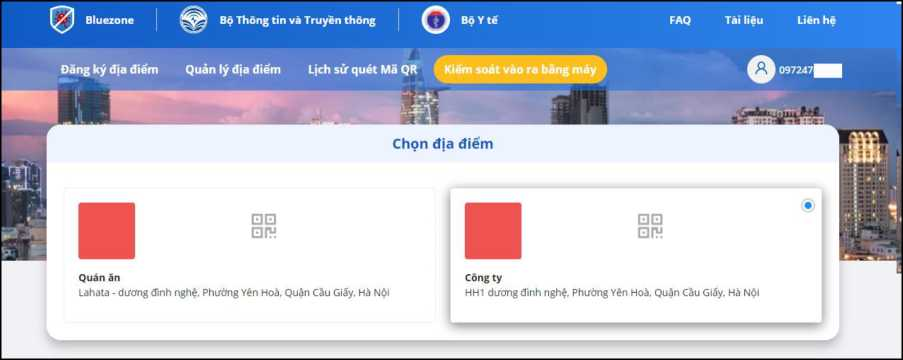 Bluezone
Bộ Thông tin và Truyền thông
Bộ Y tế
FAQ
Tài liệu
Liên hệ
Đăng ký địa điểm
Quản lý địa điểm
Lịch sử quét Mã QR
Kiểm soát vào ra bằng máy
097247
Chọn địa điểm
Quán ăn
Lahata - dương đình nghệ, Phường Yên Hoà, Quận Cầu Giấy, Hà Nội
Công ty
HH1 dương đình nghệ, Phường Yên Hoà, Quận Cầu Giấy, Hà Nội